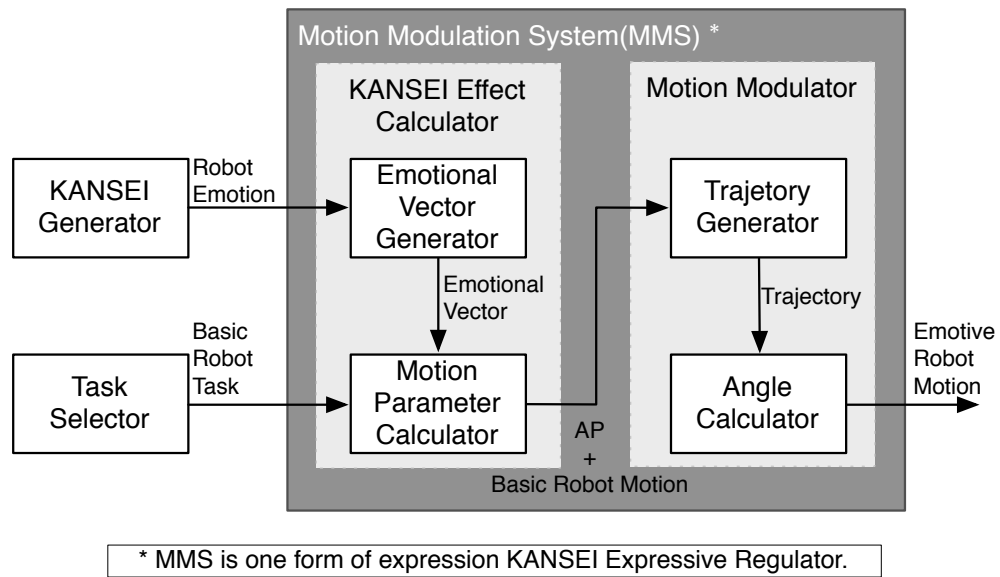 Motion Modulation System(MMS) *
KANSEI Effect
Calculator
Motion Modulator
KANSEI
Generator
Robot
Emotion
Emotional
Vector
Generator
Trajetory
Generator
Emotional
Vector
Trajectory
Basic
Robot
Task
Task
Selector
Motion
Parameter
Calculator
AP
+
Basic Robot Motion
Angle
Calculator
Emotive
Robot
Motion
* MMS is one form of expression KANSEI Expressive Regulator.